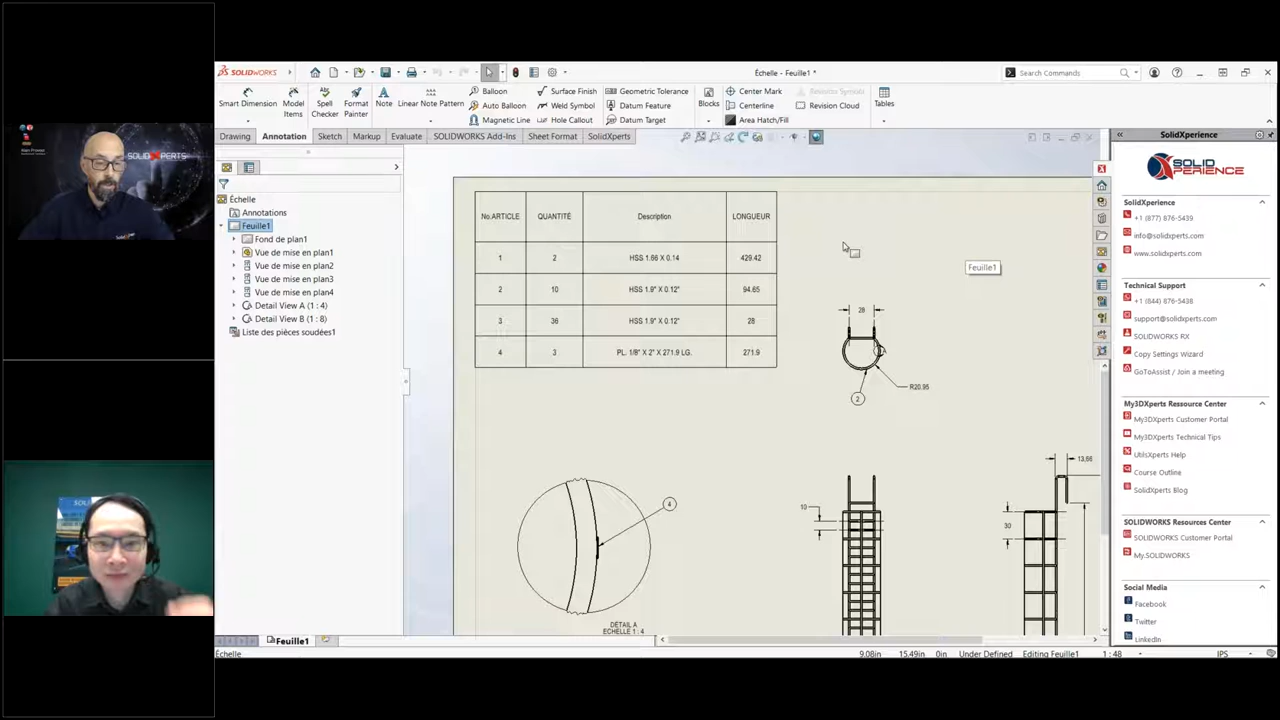 SOLIDXPERTS
SOLIDWORKS
Échelle - Feuille1 *
Search Commands
Smart Dimension
Model Items
Spell Checker
Format Painter
Note
Linear Note Pattern
Balloon
Auto Balloon
Magnetic Line
Surface Finish
Weld Symbol
Hole Callout
Geometric Tolerance
Datum Feature
Datum Target
Blocks
Center Mark
Centerline
Area Hatch/Fill
Revision Symbol
Revision Cloud
Tables
Drawing
Annotation
Sketch
Markup
Evaluate
SOLIDWORKS Add-Ins
Sheet Format
SolidXperts
Échelle
Annotations
Feuille1
Fond de plan1
Vue de mise en plan1
Vue de mise en plan2
Vue de mise en plan3
Vue de mise en plan4
Detail View A (1 : 4)
Detail View B (1 : 8)
Liste des pièces soudées1
No.ARTICLE QUANTITÉ Description LONGUEUR
1 2 HSS 1.66 X 0.14 429.42
2 10 HSS 1.9" X 0.12" 94.65
3 36 HSS 1.9" X 0.12" 28
4 3 PL. 1/8" X 2" X 271.9 LG. 271.9
Feuille1
28
R20.95
2
4
10
30
13,66
DÉTAIL A
ECHELLE 1 : 4
SolidXperience
SOLID
XPERIENCE
SolidXperience
+1 (877) 876-5439
info@solidxperts.com
www.solidxperts.com
Technical Support
+1 (844) 876-5438
support@solidxperts.com
SOLIDWORKS RX
Copy Settings Wizard
GoToAssist / Join a meeting
My3DXperts Ressource Center
My3DXperts Customer Portal
My3DXperts Technical Tips
UtilsXperts Help
Course Outline
SolidXperts Blog
SOLIDWORKS Resources Center
SOLIDWORKS Customer Portal
My.SOLIDWORKS
Social Media
Facebook
Twitter
LinkedIn
Feuille1
Échelle
9.08in 15.49in 0in Under Defined Editing Feuille1 1 : 48 IPS